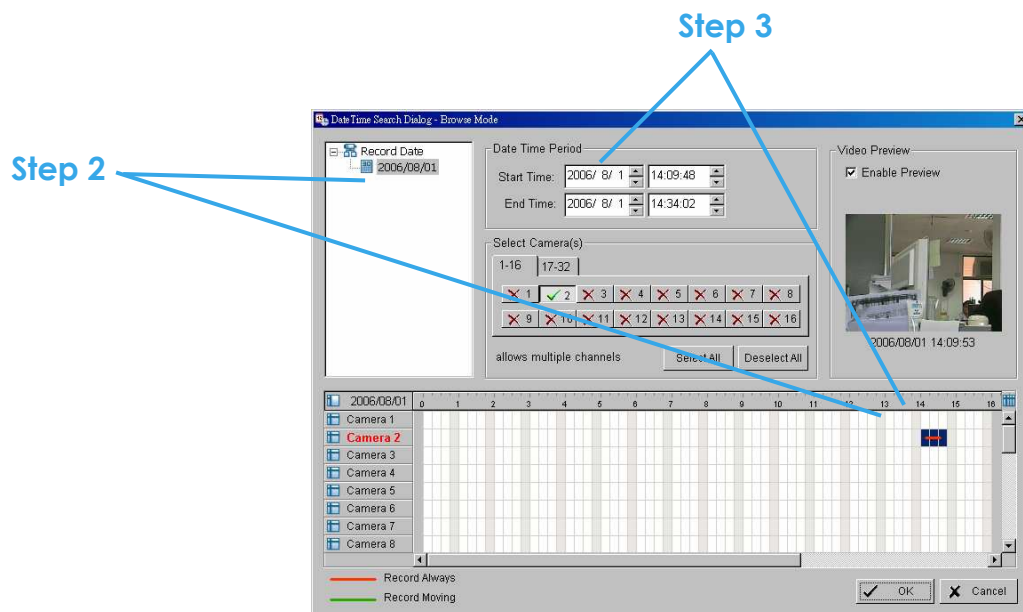 Step 3
Step 2
DateTime Search Dialog - Browse Mode
Record Date
2006/08/01
Date Time Period
Start Time: 2006/ 8/ 1 14:09:48
End Time: 2006/ 8/ 1 14:34:02
Select Camera(s)
1-16 17-32
1 2 3 4 5 6 7 8
9 10 11 12 13 14 15 16
allows multiple channels Select All Deselect All
Video Preview
Enable Preview
2006/08/01 14:09:53
2006/08/01 0 1 2 3 4 5 6 7 8 9 10 11 12 13 14 15 16
Camera 1
Camera 2
Camera 3
Camera 4
Camera 5
Camera 6
Camera 7
Camera 8
Record Always
Record Moving
OK Cancel